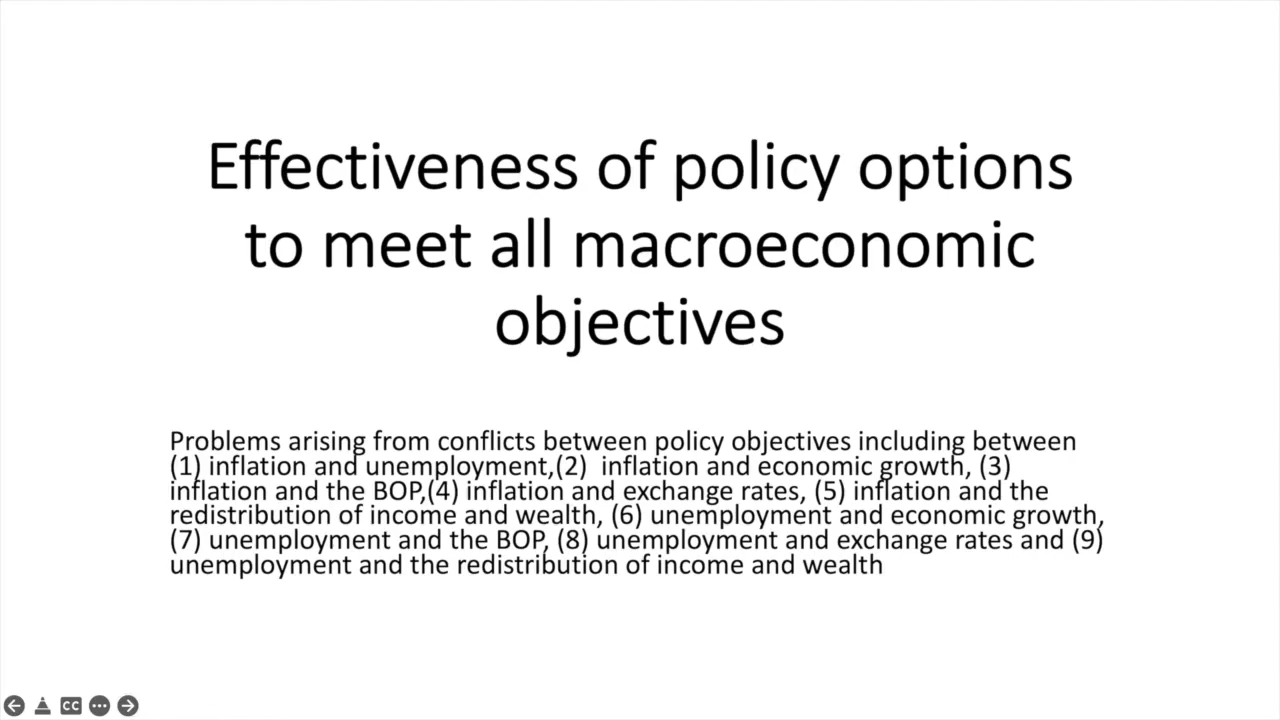 Effectiveness of policy options
to meet all macroeconomic
objectives
Problems arising from conflicts between policy objectives including between
(1) inflation and unemployment,(2)  inflation and economic growth, (3)
inflation and the BOP,(4) inflation and exchange rates, (5) inflation and the
redistribution of income and wealth, (6) unemployment and economic growth,
(7) unemployment and the BOP, (8) unemployment and exchange rates and (9)
unemployment and the redistribution of income and wealth
CC